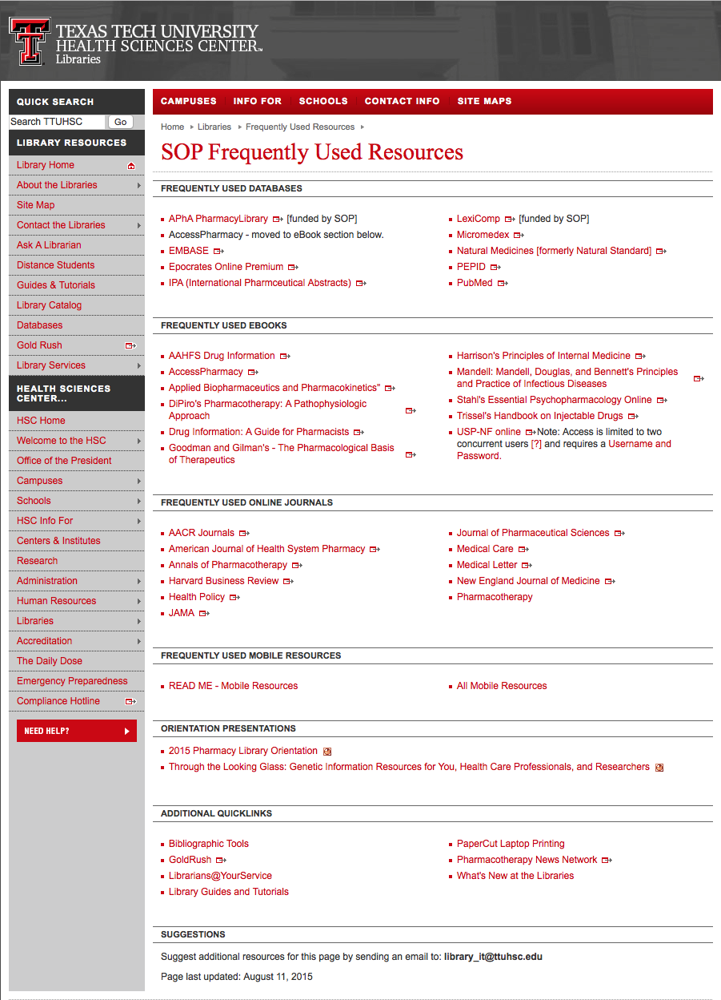 TEXAS TECH UNIVERSITY
HEALTH SCIENCES CENTER™
Libraries
QUICK SEARCH
Search TTUHSC Go
LIBRARY RESOURCES
Library Home
About the Libraries
Site Map
Contact the Libraries
Ask A Librarian
Distance Students
Guides & Tutorials
Library Catalog
Databases
Gold Rush
Library Services
HEALTH SCIENCES
CENTER...
HSC Home
Welcome to the HSC
Office of the President
Campuses
Schools
HSC Info For
Centers & Institutes
Research
Administration
Human Resources
Libraries
Accreditation
The Daily Dose
Emergency Preparedness
Compliance Hotline
NEED HELP?
CAMPUSES INFO FOR SCHOOLS CONTACT INFO SITE MAPS
Home Libraries Frequently Used Resources
SOP Frequently Used Resources
FREQUENTLY USED DATABASES
APhA PharmacyLibrary [funded by SOP]
AccessPharmacy - moved to eBook section below.
EMBASE
Epocrates Online Premium
IPA (International Pharmceutical Abstracts)
LexiComp [funded by SOP]
Micromedex
Natural Medicines [formerly Natural Standard]
PEPID
PubMed
FREQUENTLY USED EBOOKS
AAHFS Drug Information
AccessPharmacy
Applied Biopharmaceutics and Pharmacokinetics"
DiPiro's Pharmacotherapy: A Pathophysiologic
Approach
Drug Information: A Guide for Pharmacists
Goodman and Gilman's - The Pharmacological Basis
of Therapeutics
Harrison's Principles of Internal Medicine
Mandell: Mandell, Douglas, and Bennett's Principles
and Practice of Infectious Diseases
Stahl's Essential Psychopharmacology Online
Trissel's Handbook on Injectable Drugs
USP-NF online Note: Access is limited to two
concurrent users [?] and requires a Username and
Password.
FREQUENTLY USED ONLINE JOURNALS
AACR Journals
American Journal of Health System Pharmacy
Annals of Pharmacotherapy
Harvard Business Review
Health Policy
JAMA
Journal of Pharmaceutical Sciences
Medical Care
Medical Letter
New England Journal of Medicine
Pharmacotherapy
FREQUENTLY USED MOBILE RESOURCES
READ ME - Mobile Resources
All Mobile Resources
ORIENTATION PRESENTATIONS
2015 Pharmacy Library Orientation
Through the Looking Glass: Genetic Information Resources for You, Health Care Professionals, and Researchers
ADDITIONAL QUICKLINKS
Bibliographic Tools
GoldRush
Librarians@YourService
Library Guides and Tutorials
PaperCut Laptop Printing
Pharmacotherapy News Network
What's New at the Libraries
SUGGESTIONS
Suggest additional resources for this page by sending an email to: library_it@ttuhsc.edu
Page last updated: August 11, 2015